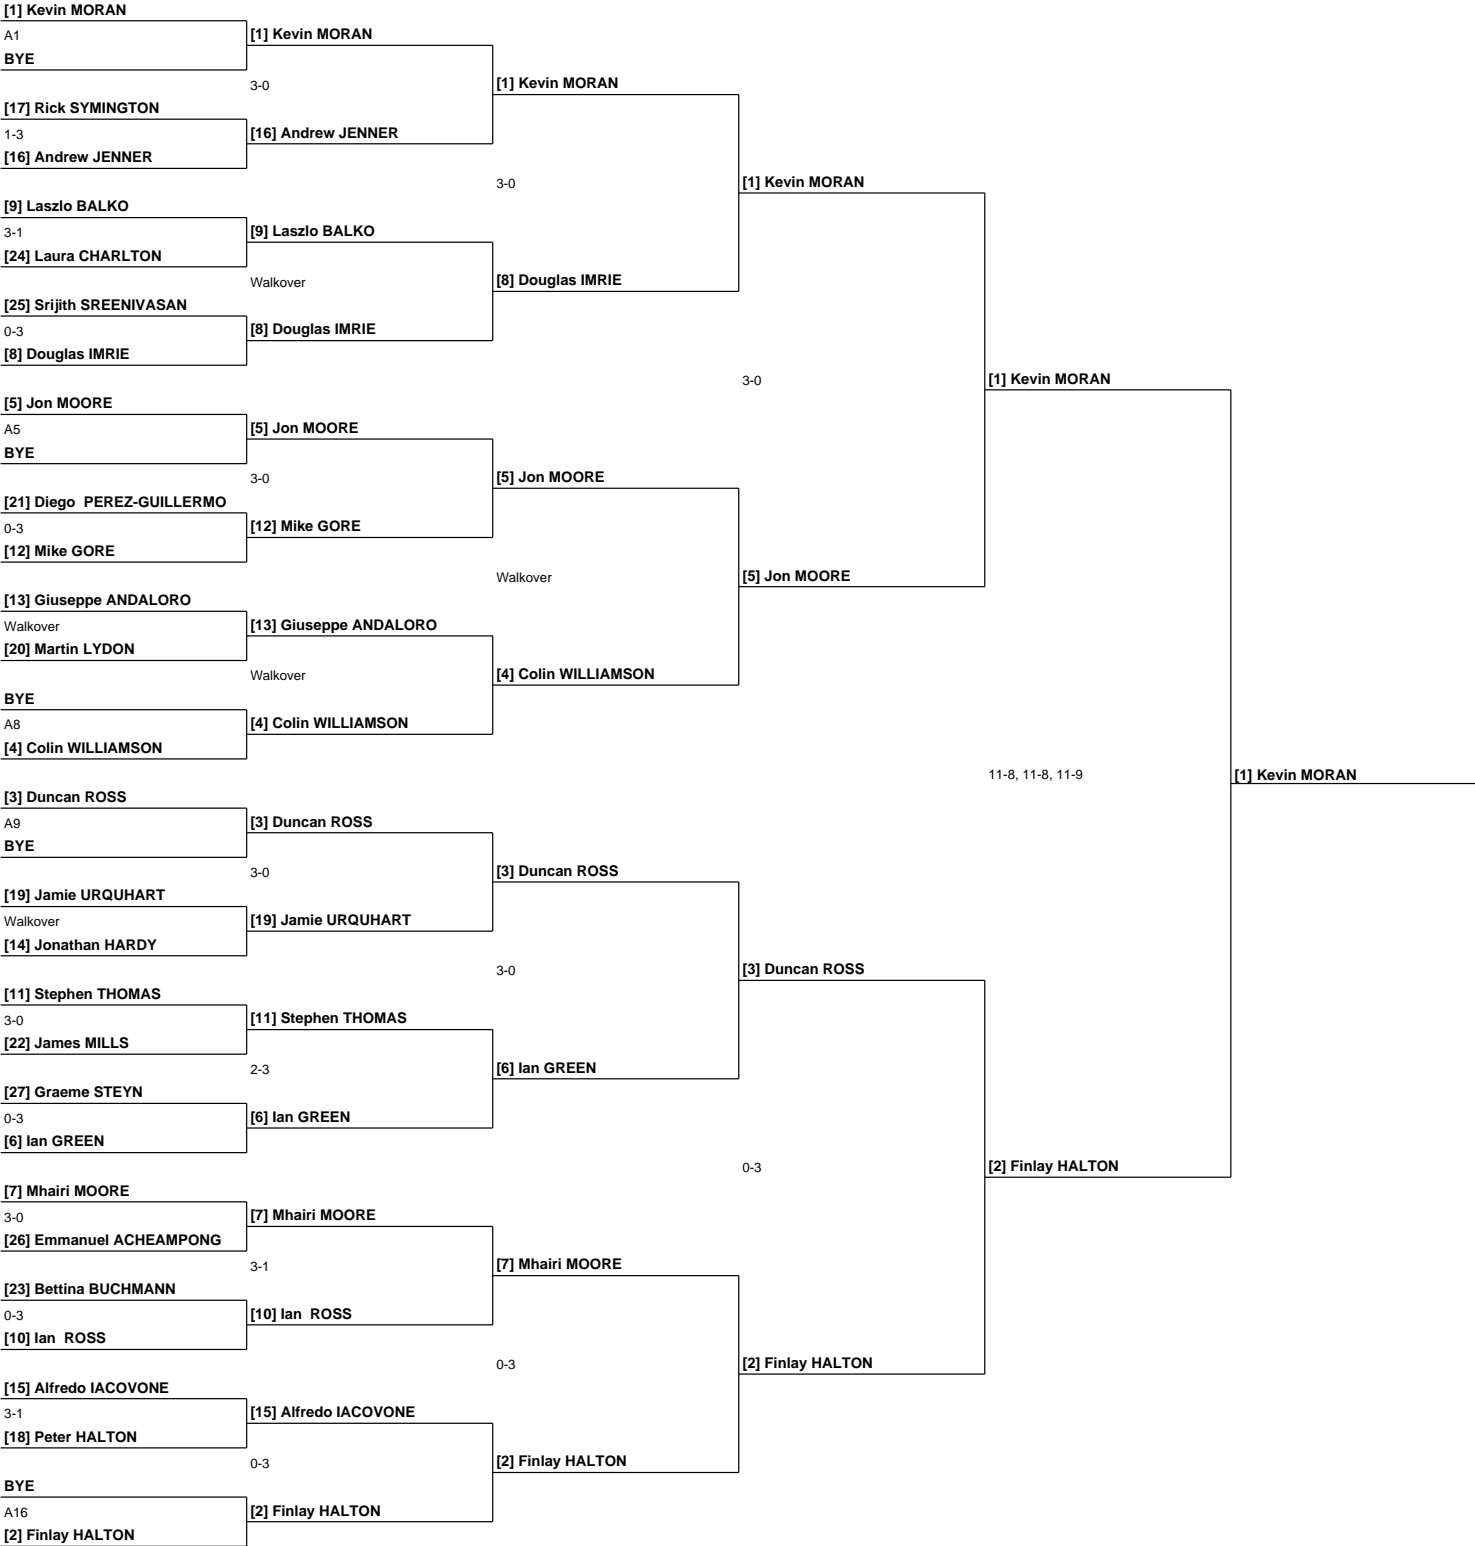 [1] Kevin MORAN
A1
BYE
[1] Kevin MORAN
3-0
[17] Rick SYMINGTON
1-3
[16] Andrew JENNER
[16] Andrew JENNER
[1] Kevin MORAN
3-0
[9] Laszlo BALKO
3-1
[24] Laura CHARLTON
[9] Laszlo BALKO
Walkover
[25] Srijith SREENIVASAN
0-3
[8] Douglas IMRIE
[8] Douglas IMRIE
[8] Douglas IMRIE
[1] Kevin MORAN
3-0
[5] Jon MOORE
A5
BYE
[5] Jon MOORE
3-0
[21] Diego  PEREZ-GUILLERMO
0-3
[12] Mike GORE
[12] Mike GORE
[5] Jon MOORE
Walkover
[13] Giuseppe ANDALORO
Walkover
[20] Martin LYDON
[13] Giuseppe ANDALORO
Walkover
BYE
A8
[4] Colin WILLIAMSON
[4] Colin WILLIAMSON
[4] Colin WILLIAMSON
[5] Jon MOORE
[1] Kevin MORAN
11-8, 11-8, 11-9
[1] Kevin MORAN
[3] Duncan ROSS
A9
BYE
[3] Duncan ROSS
3-0
[19] Jamie URQUHART
Walkover
[14] Jonathan HARDY
[19] Jamie URQUHART
[3] Duncan ROSS
3-0
[11] Stephen THOMAS
3-0
[22] James MILLS
[11] Stephen THOMAS
2-3
[27] Graeme STEYN
0-3
[6] Ian GREEN
[6] Ian GREEN
[6] Ian GREEN
[3] Duncan ROSS
0-3
[7] Mhairi MOORE
3-0
[26] Emmanuel ACHEAMPONG
[7] Mhairi MOORE
3-1
[23] Bettina BUCHMANN
0-3
[10] Ian  ROSS
[10] Ian  ROSS
[7] Mhairi MOORE
0-3
[15] Alfredo IACOVONE
3-1
[18] Peter HALTON
[15] Alfredo IACOVONE
0-3
BYE
A16
[2] Finlay HALTON
[2] Finlay HALTON
[2] Finlay HALTON
[2] Finlay HALTON
[2] Finlay HALTON